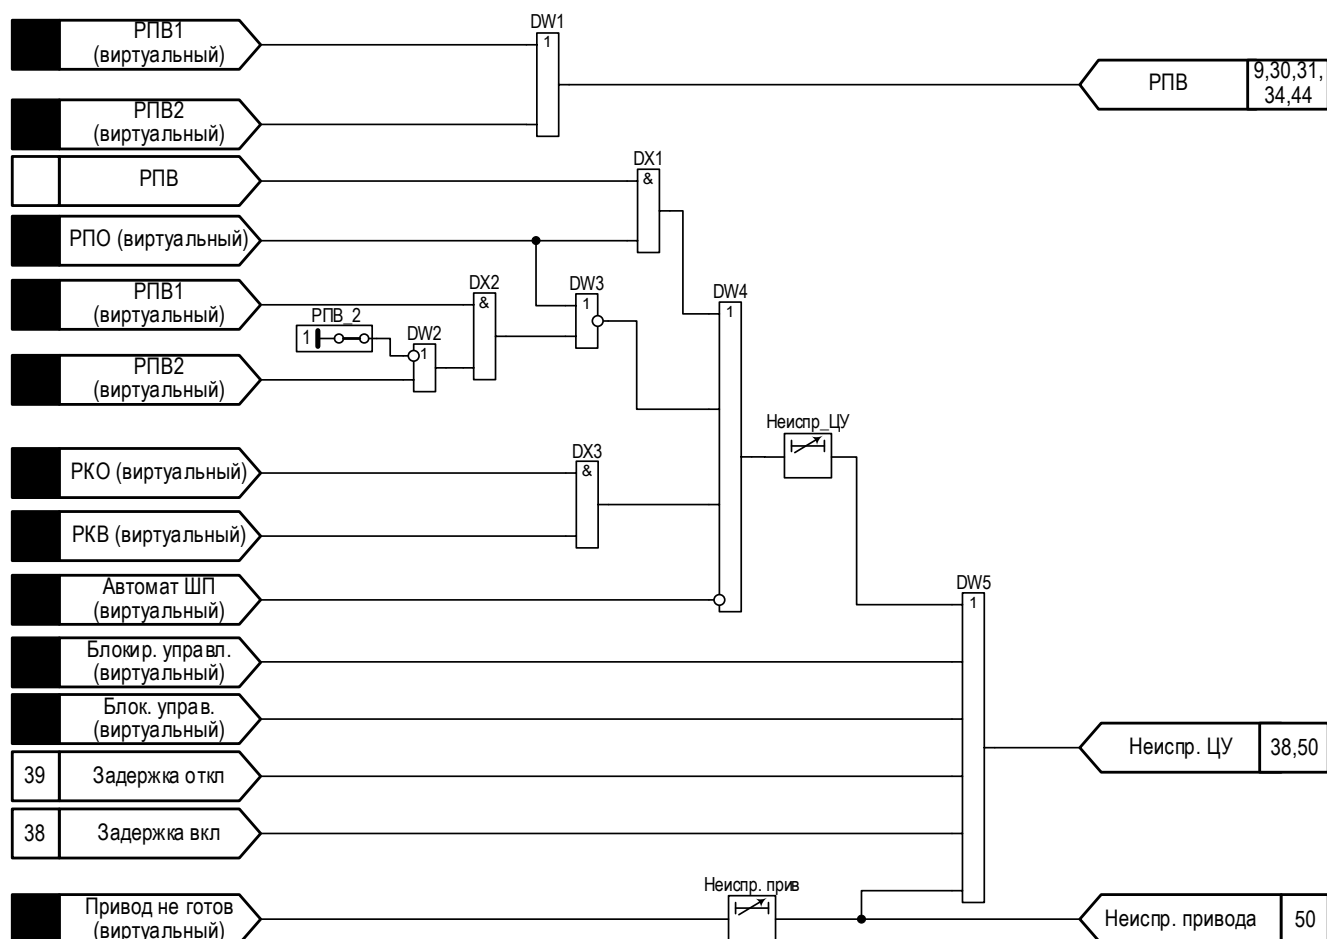 РПВ1
(виртуальный)
DW1
1
РПВ
9,30,31,
34,44
РПВ2
(виртуальный)
РПВ
DX1
&
РПО (виртуальный)
РПВ1
(виртуальный)
DX2
&
DW3
1
DW4
1
РПВ_2
1
DW2
1
РПВ2
(виртуальный)
Неиспр_ЦУ
РКО (виртуальный)
DX3
&
РКВ (виртуальный)
Автомат ШП
(виртуальный)
DW5
1
Блокир. управл.
(виртуальный)
Блок. управ.
(виртуальный)
Неиспр. ЦУ
38,50
39
Задержка откл
38
Задержка вкл
Неиспр. прив
Привод не готов
(виртуальный)
Неиспр. привода
50